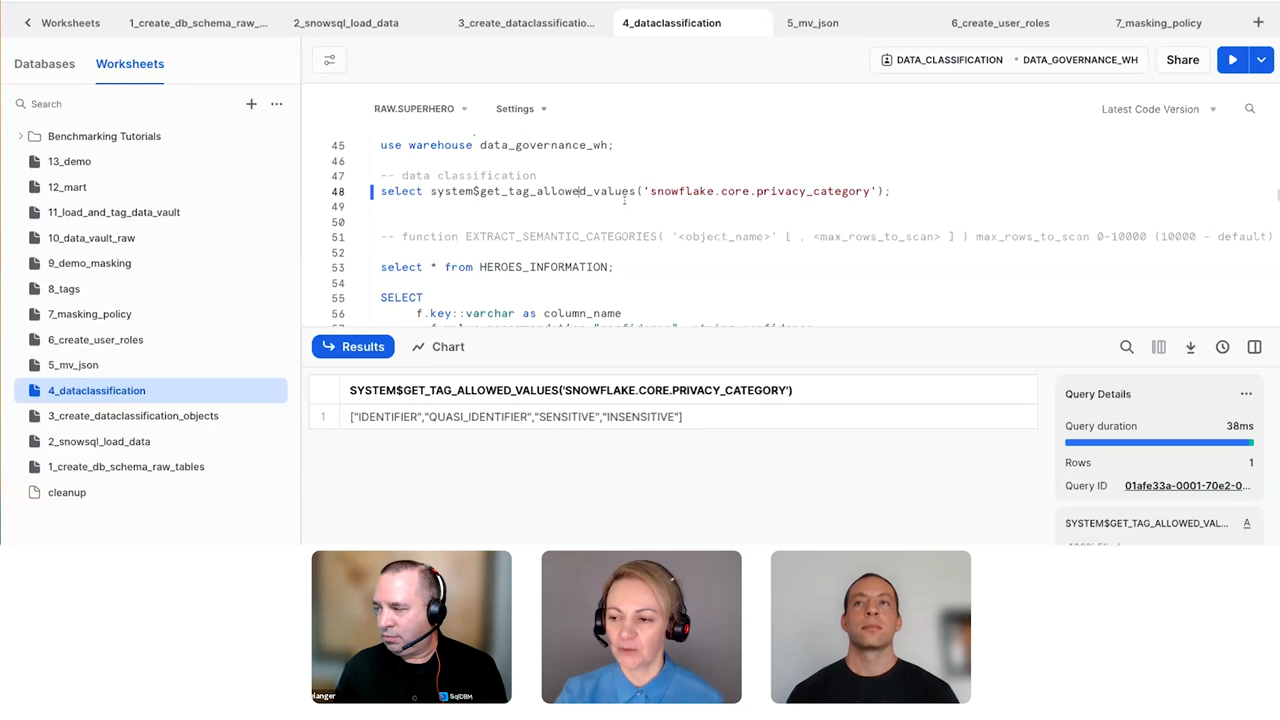 Worksheets
1_create_db_schema_raw_...
2_snowsql_load_data
3_create_dataclassificatio...
4_dataclassification
5_mv_json
6_create_user_roles
7_masking_policy
Databases
Worksheets
DATA_CLASSIFICATION
DATA_GOVERNANCE_WH
Share
Search
RAW.SUPERHERO
Settings
Latest Code Version
Benchmarking Tutorials
13_demo
12_mart
11_load_and_tag_data_vault
10_data_vault_raw
9_demo_masking
8_tags
7_masking_policy
6_create_user_roles
5_mv_json
4_dataclassification
3_create_dataclassification_objects
2_snowsql_load_data
1_create_db_schema_raw_tables
cleanup
45 use warehouse data_governance_wh;
46
47 -- data classification
48 select system$get_tag_allowed_values('snowflake.core.privacy_category');
49
50
51 -- function EXTRACT_SEMANTIC_CATEGORIES( '<object_name>' [ , <max_rows_to_scan> ] ) max_rows_to_scan 0-10000 (10000 - default)
52
53 select * from HEROES_INFORMATION;
54
55 SELECT
56 f.key::varchar as column_name
Results
Chart
SYSTEM$GET_TAG_ALLOWED_VALUES('SNOWFLAKE.CORE.PRIVACY_CATEGORY')
1 ["IDENTIFIER","QUASI_IDENTIFIER","SENSITIVE","INSENSITIVE"]
Query Details
...
Query duration 38ms
Rows 1
Query ID 01afe33a-0001-70e2-0...
SYSTEM$GET_TAG_ALLOWED_VAL... A
elanger
SqlDBM